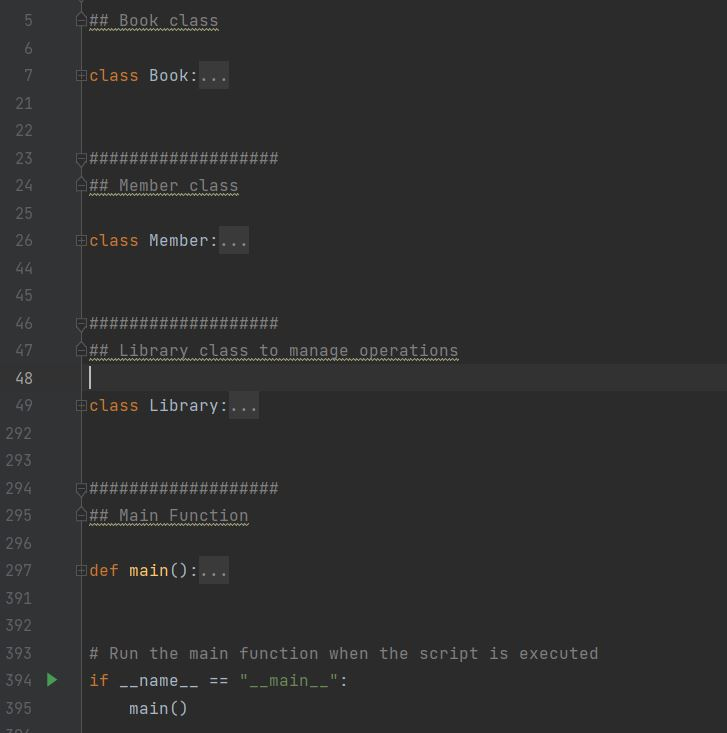 5 ## Book class
6
7 class Book:...
21
22
23 ###################
24 ## Member class
25
26 class Member:...
44
45
46 ###################
47 ## Library class to manage operations
48
49 class Library:...
292
293
294 ###################
295 ## Main Function
296
297 def main():...
391
392
393 # Run the main function when the script is executed
394 if __name__ == "__main__":
395 main()